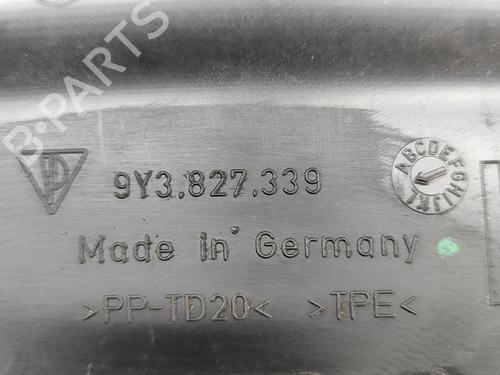 B-PARTS
9Y3.827.339
ABCDEFGHIJKL
Made in Germany
>PP-TD20< >TPE<